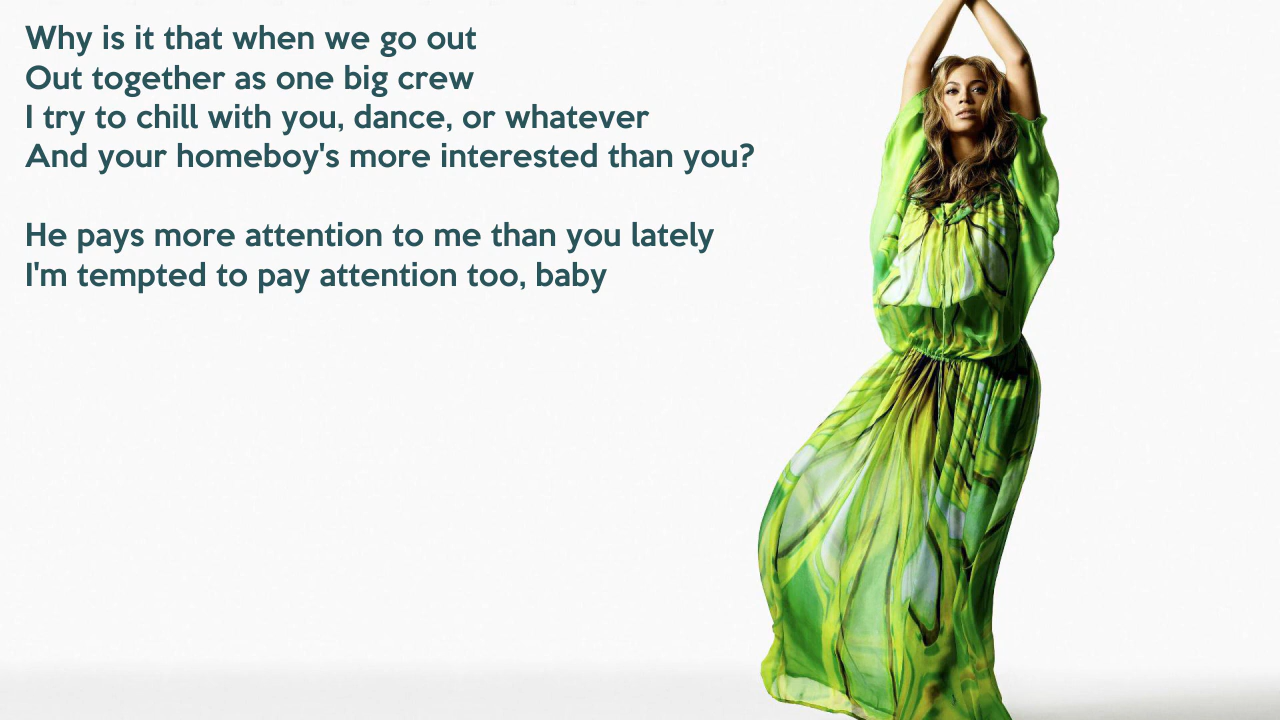 Why is it that when we go out
Out together as one big crew
I try to chill with you, dance, or whatever
And your homeboy's more interested than you?

He pays more attention to me than you lately
I'm tempted to pay attention too, baby